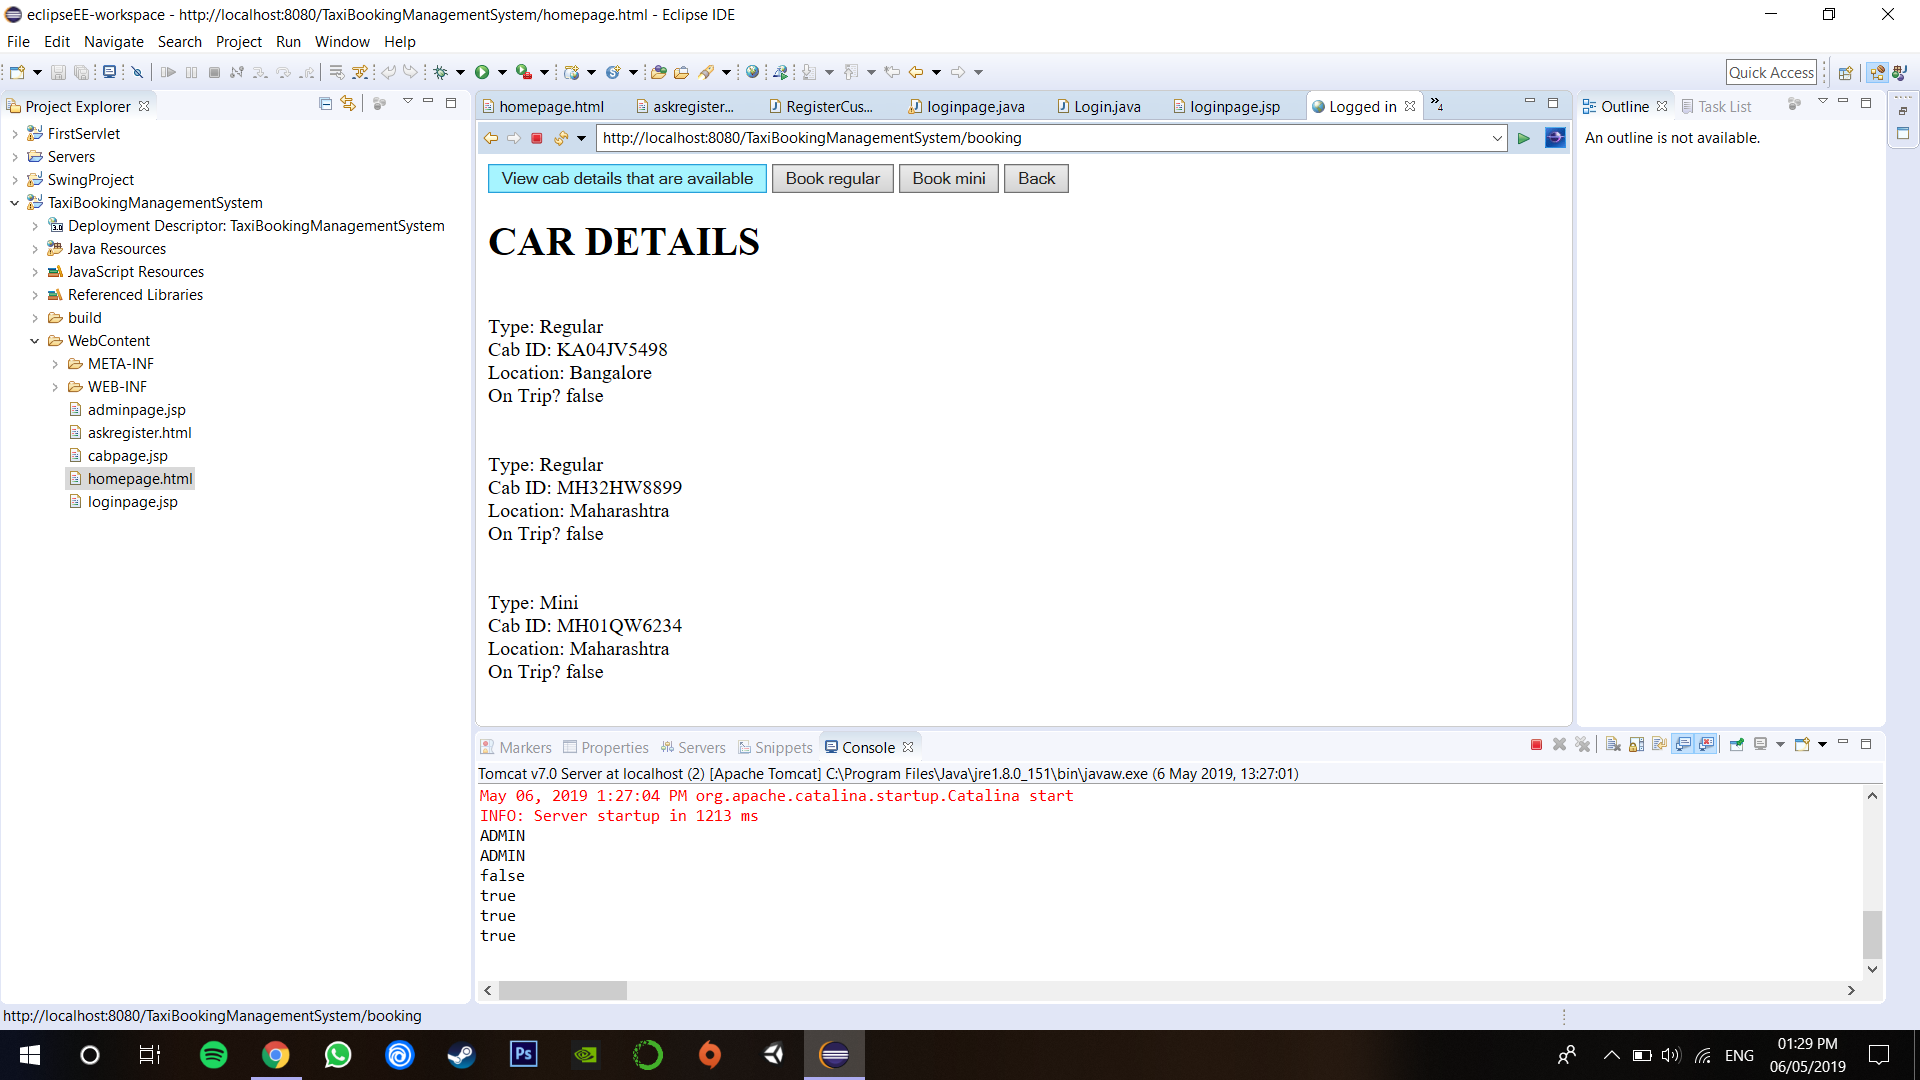 eclipseEE-workspace - http://localhost:8080/TaxiBookingManagementSystem/homepage.html - Eclipse IDE
File Edit Navigate Search Project Run Window Help
Quick Access
Project Explorer
FirstServlet
Servers
SwingProject
TaxiBookingManagementSystem
Deployment Descriptor: TaxiBookingManagementSystem
Java Resources
JavaScript Resources
Referenced Libraries
build
WebContent
META-INF
WEB-INF
adminpage.jsp
askregister.html
cabpage.jsp
homepage.html
loginpage.jsp
homepage.html askregister... RegisterCus... loginpage.java Login.java loginpage.jsp Logged in »4
http://localhost:8080/TaxiBookingManagementSystem/booking
View cab details that are available Book regular Book mini Back
CAR DETAILS
Type: Regular
Cab ID: KA04JV5498
Location: Bangalore
On Trip? false
Type: Regular
Cab ID: MH32HW8899
Location: Maharashtra
On Trip? false
Type: Mini
Cab ID: MH01QW6234
Location: Maharashtra
On Trip? false
Outline Task List
An outline is not available.
Markers Properties Servers Snippets Console
Tomcat v7.0 Server at localhost (2) [Apache Tomcat] C:\Program Files\Java\jre1.8.0_151\bin\javaw.exe (6 May 2019, 13:27:01)
May 06, 2019 1:27:04 PM org.apache.catalina.startup.Catalina start
INFO: Server startup in 1213 ms
ADMIN
ADMIN
false
true
true
true
http://localhost:8080/TaxiBookingManagementSystem/booking
Ps
ENG
01:29 PM
06/05/2019